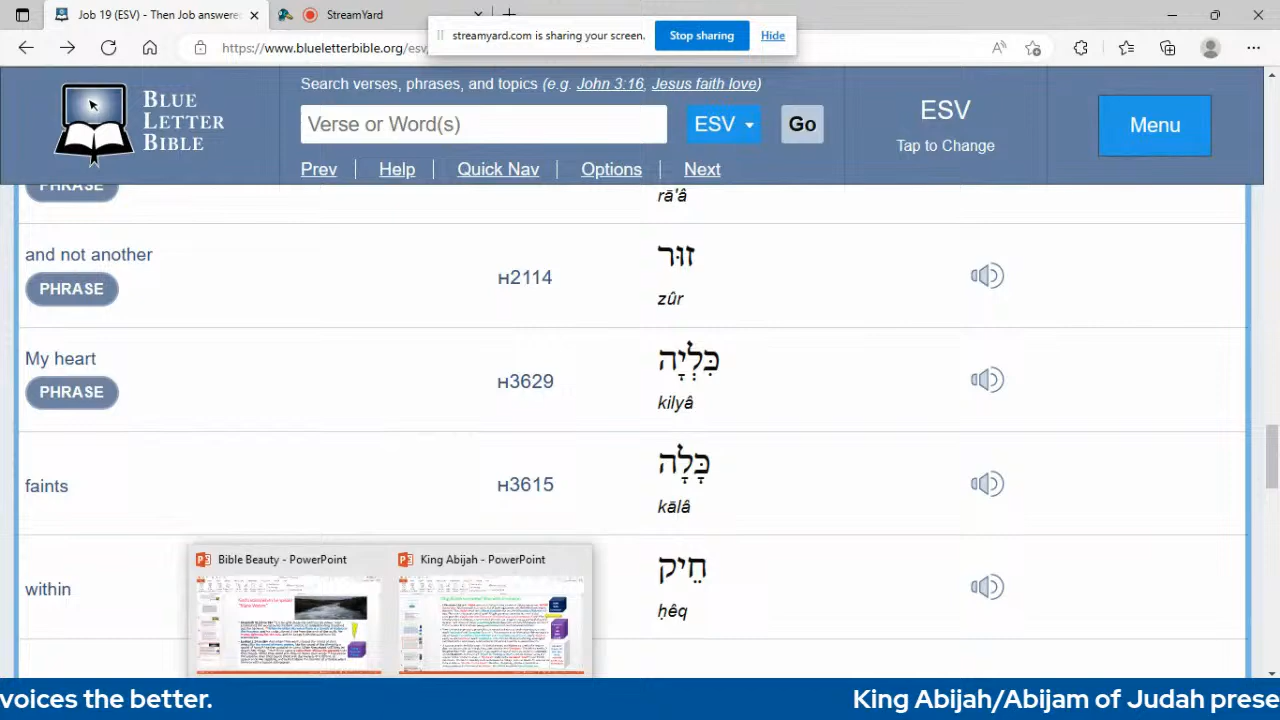 Job 19 (ESV) - Then Job answere
StreamYard
streamyard.com is sharing your screen.
Stop sharing
Hide
https://www.blueletterbible.org/esv
BLUE
LETTER
BIBLE
Search verses, phrases, and topics (e.g. John 3:16, Jesus faith love)
Verse or Word(s)
ESV
Go
ESV
Tap to Change
Menu
Prev
Help
Quick Nav
Options
Next
PHRASE
rā'â
and not another
PHRASE
H2114
זוּר
zûr
My heart
PHRASE
H3629
כִּלְיָה
kilyâ
faints
H3615
כָּלָה
kālâ
within
חֵיק
ḥêq
Bible Beauty - PowerPoint
King Abijah - PowerPoint
voices the better.
King Abijah/Abijam of Judah prese